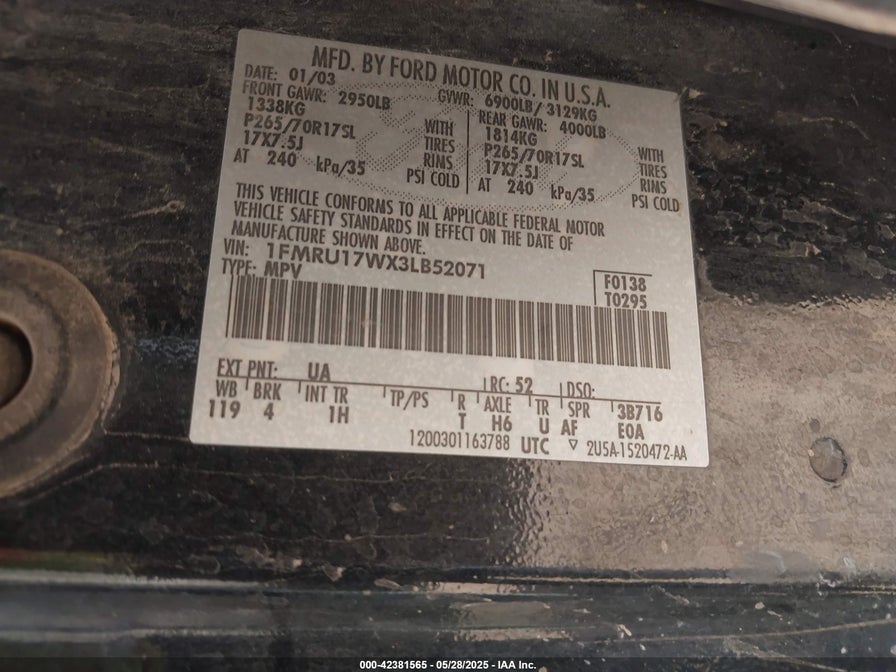 MFD. BY FORD MOTOR CO. IN U.S.A.
DATE: 01/03 GVWR: 6900LB/ 3129KG
FRONT GAWR: 2950LB REAR GAWR: 4000LB
1338KG 1814KG
P265/70R17SL WITH P265/70R17SL WITH
17X7.5J TIRES 17X7.5J TIRES
RIMS RIMS
AT 240 kPa/35 PSI COLD AT 240 kPa/35 PSI COLD
THIS VEHICLE CONFORMS TO ALL APPLICABLE FEDERAL MOTOR
VEHICLE SAFETY STANDARDS IN EFFECT ON THE DATE OF
MANUFACTURE SHOWN ABOVE.
VIN: 1FMRU17WX3LB52071
TYPE: MPV
F0138
T0295
EXT PNT: UA RC: 52 DSO:
WB BRK INT TR TP/PS R AXLE TR SPR 3B716
119 4 1H T H6 U AF EOA
1200301163788 UTC ▽ 2U5A-1520472-AA
000-42381565 - 05/28/2025 - IAA Inc.